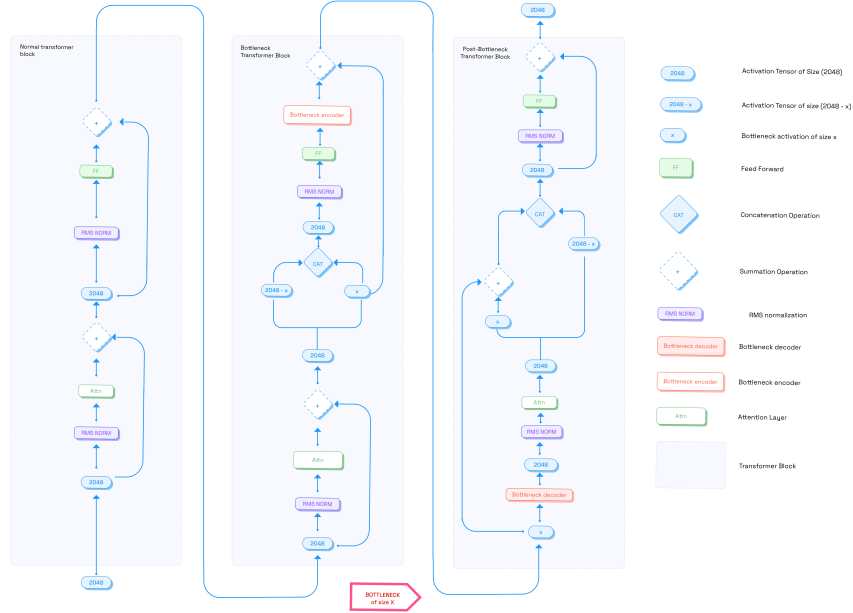 Normal transformer
block
+
FF
RMS NORM
2048
+
Attn
RMS NORM
2048
2048
Bottleneck
Transformer Block
+
Bottleneck encoder
FF
RMS NORM
2048
CAT
2048 - x
x
2048
+
Attn
RMS NORM
2048
BOTTLENECK
of size X
2048
Post-Bottleneck
Transformer Block
+
FF
RMS NORM
2048
CAT
2048 - x
+
x
2048
Attn
RMS NORM
2048
Bottleneck decoder
x
2048 Activation Tensor of Size (2048)
2048 - x Activation Tensor of size (2048 - x)
x Bottleneck activation of size x
FF Feed Forward
CAT Concatenation Operation
+ Summation Operation
RMS NORM RMS normalization
Bottleneck decoder Bottleneck decoder
Bottleneck encoder Bottleneck encoder
Attn Attention Layer
Transformer Block